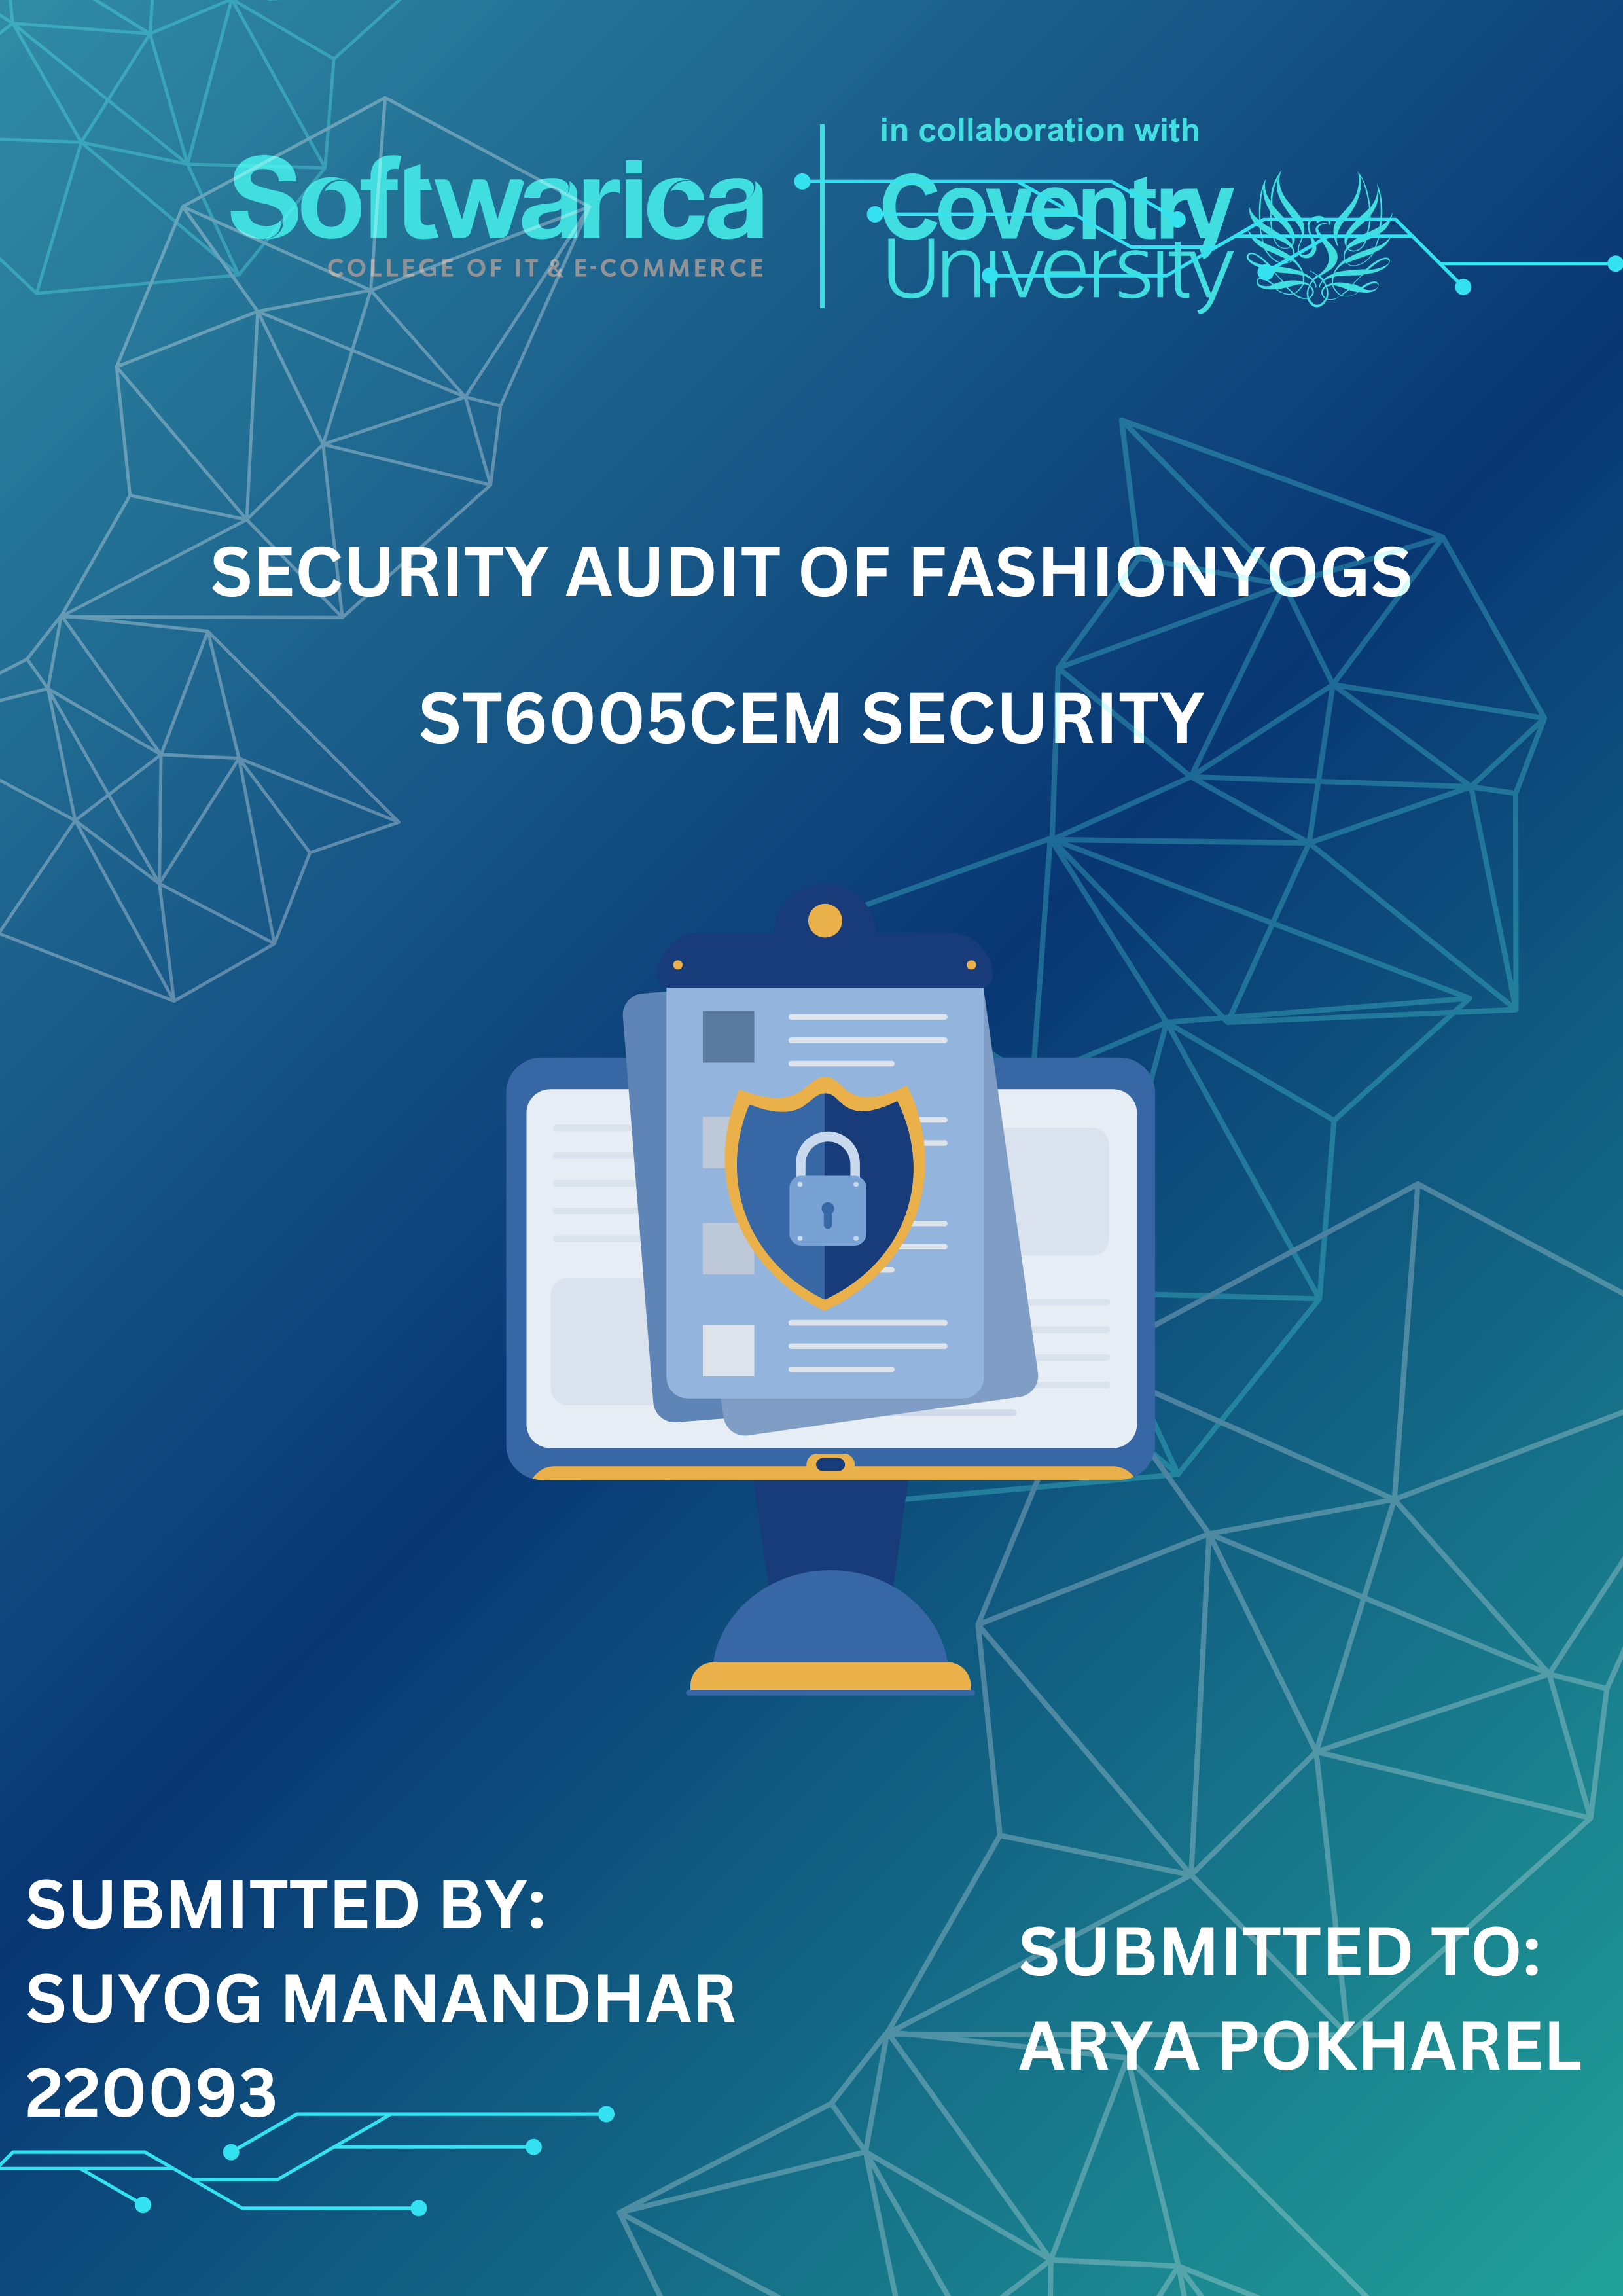 in collaboration with
Softwarica
COLLEGE OF IT & E-COMMERCE
Coventry
University
SECURITY AUDIT OF FASHIONYOGS
ST6005CEM SECURITY
SUBMITTED BY:
SUYOG MANANDHAR
220093
SUBMITTED TO:
ARYA POKHAREL